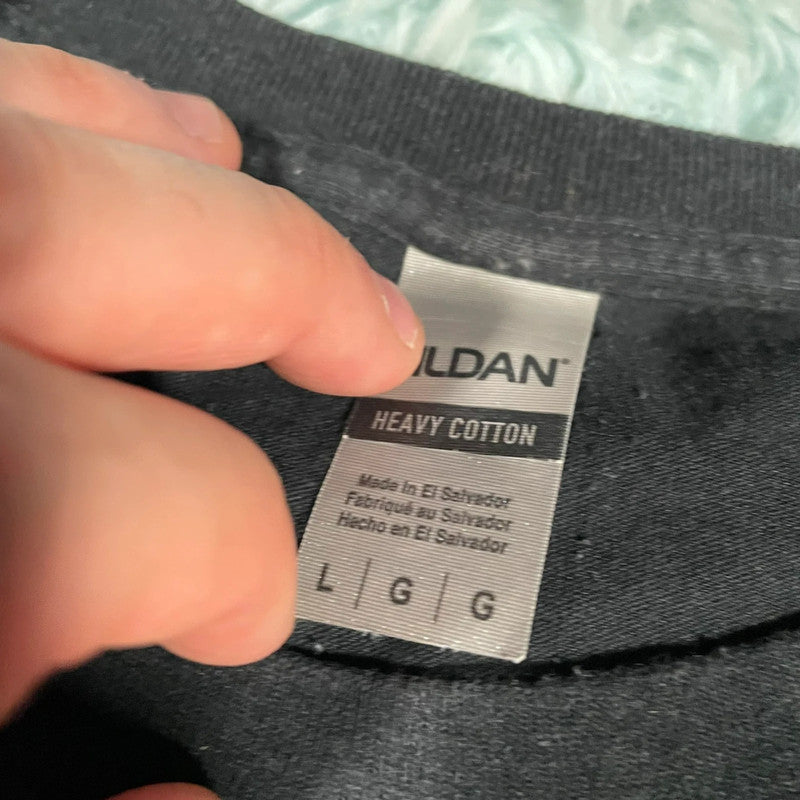 ILDAN®
HEAVY COTTON
Made In El Salvador
Fabriqué au Salvador
Hecho en El Salvador
L | G | G